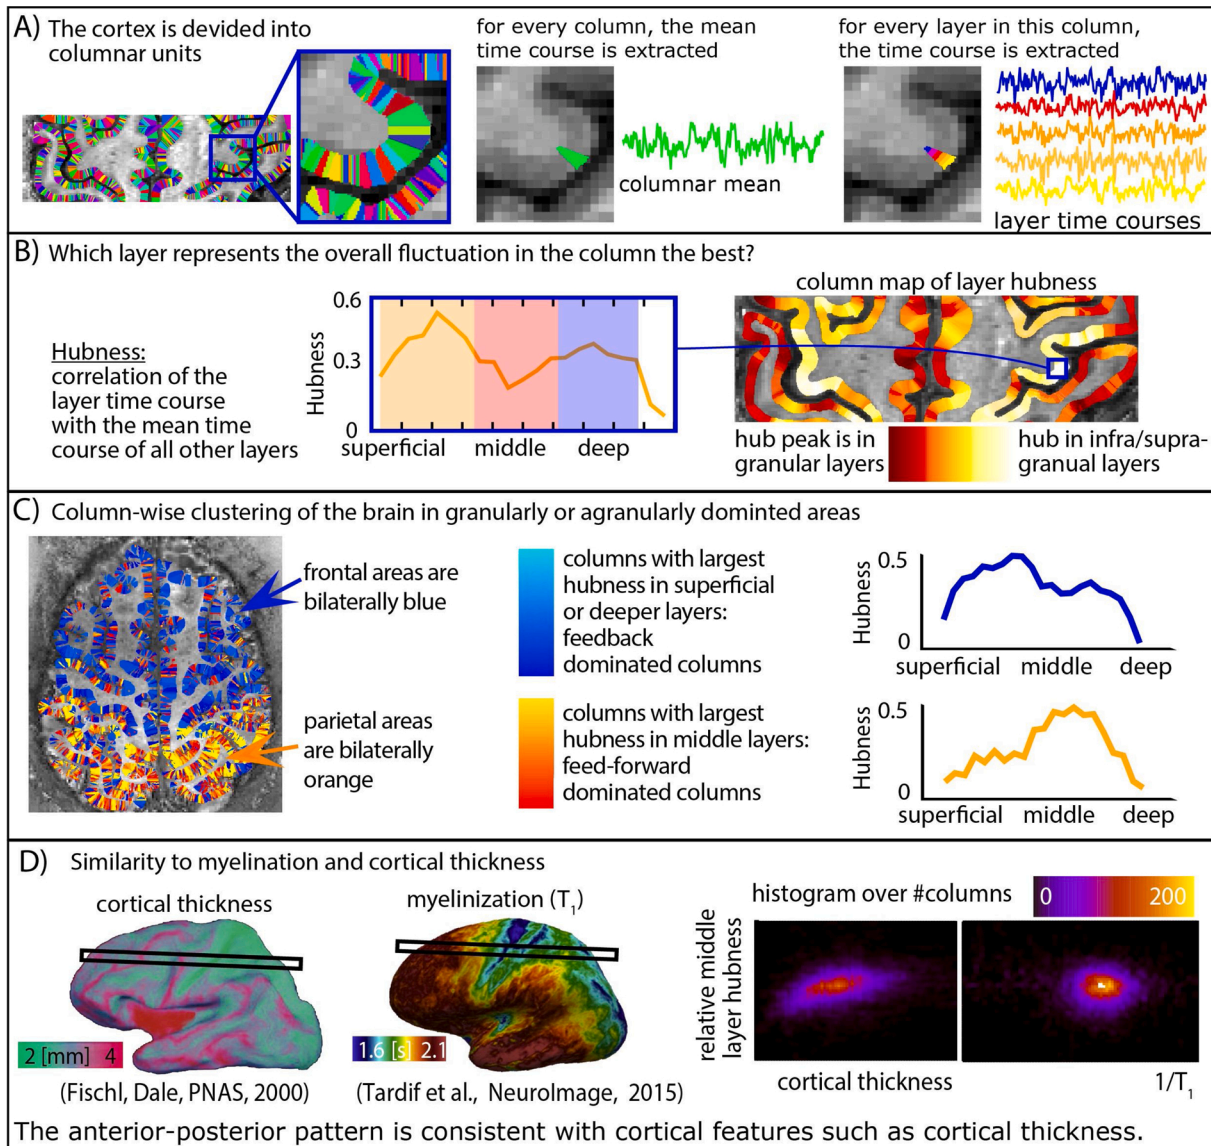 A) The cortex is devided into
columnar units
for every column, the mean
time course is extracted
columnar mean
for every layer in this column,
the time course is extracted
layer time courses
B) Which layer represents the overall fluctuation in the column the best?
Hubness:
correlation of the
layer time course
with the mean time
course of all other layers
Hubness
0.6
0.3
0
superficial middle deep
column map of layer hubness
hub peak is in
granular layers
hub in infra/supra-
granual layers
C) Column-wise clustering of the brain in granularly or agranularly dominted areas
frontal areas are
bilaterally blue
parietal areas
are bilaterally
orange
columns with largest
hubness in superficial
or deeper layers:
feedback
dominated columns
columns with largest
hubness in middle layers:
feed-forward
dominated columns
Hubness
0.5
0
superficial middle deep
Hubness
0.5
0
superficial middle deep
D) Similarity to myelination and cortical thickness
cortical thickness
2 [mm] 4
(Fischl, Dale, PNAS, 2000)
myelinization (T1)
1.6 [s] 2.1
(Tardif et al., NeuroImage, 2015)
histogram over #columns
0 200
relative middle
layer hubness
cortical thickness
1/T1
The anterior-posterior pattern is consistent with cortical features such as cortical thickness.